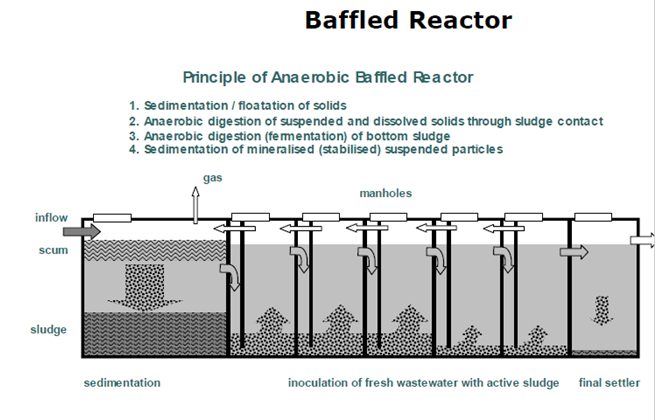 Baffled Reactor
Principle of Anaerobic Baffled Reactor
1. Sedimentation / floatation of solids
2. Anaerobic digestion of suspended and dissolved solids through sludge contact
3. Anaerobic digestion (fermentation) of bottom sludge
4. Sedimentation of mineralised (stabilised) suspended particles
gas
manholes
inflow
scum
sludge
sedimentation
inoculation of fresh wastewater with active sludge
final settler